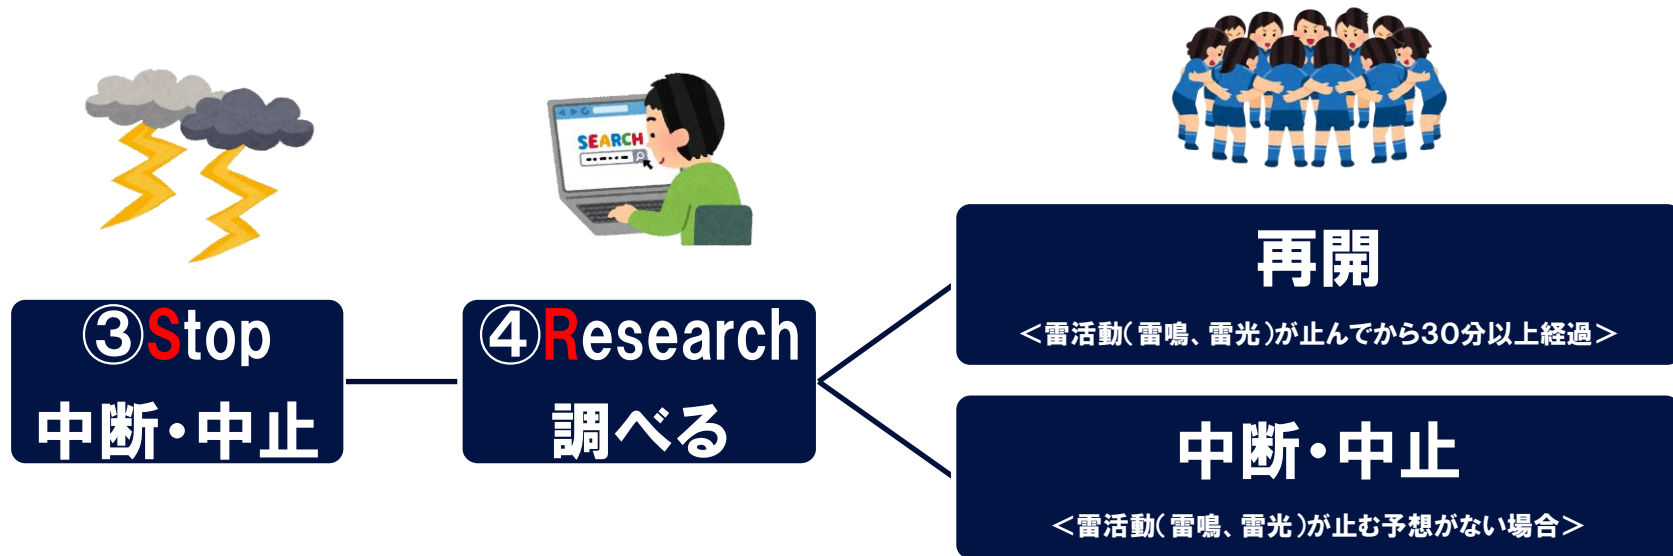 SEARCH
③Stop
中断・中止
④Research
調べる
再開
＜雷活動（雷鳴、雷光）が止んでから30分以上経過＞
中断・中止
＜雷活動（雷鳴、雷光）が止む予想がない場合＞